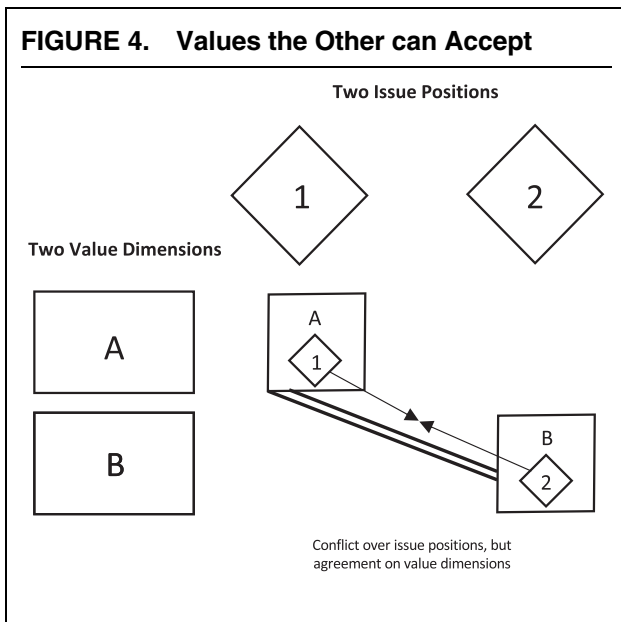 FIGURE 4. Values the Other can Accept
Two Issue Positions
1
2
Two Value Dimensions
A
A
1
B
B
2
Conflict over issue positions, but
agreement on value dimensions